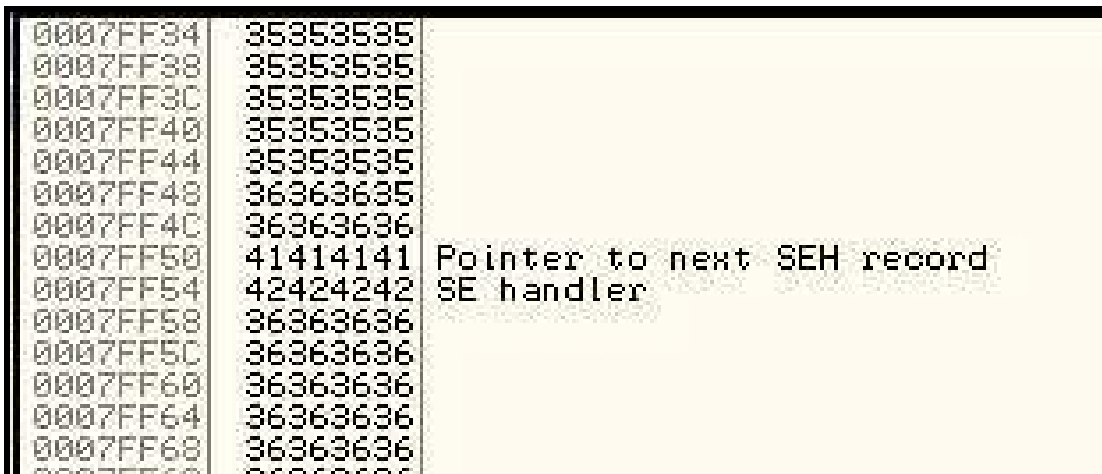 0007FF34 35353535
0007FF38 35353535
0007FF3C 35353535
0007FF40 35353535
0007FF44 35353535
0007FF48 36363635
0007FF4C 36363636
0007FF50 41414141 Pointer to next SEH record
0007FF54 42424242 SE handler
0007FF58 36363636
0007FF5C 36363636
0007FF60 36363636
0007FF64 36363636
0007FF68 36363636